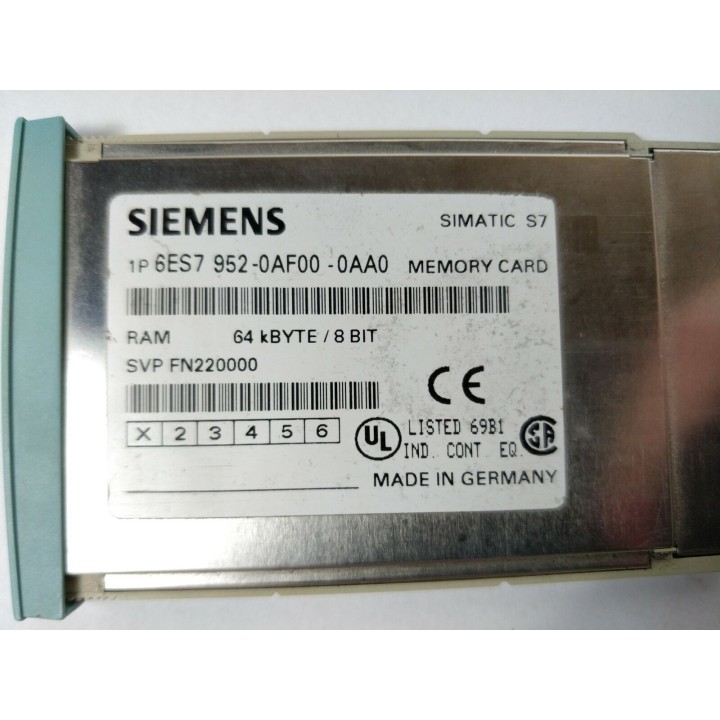 SIEMENS SIMATIC S7
1P 6ES7 952-0AF00-0AA0 MEMORY CARD
RAM 64 kBYTE / 8 BIT
SVP FN220000
CE
X 2 3 4 5 6
UL LISTED 69B1 SA
IND. CONT. EQ.
MADE IN GERMANY